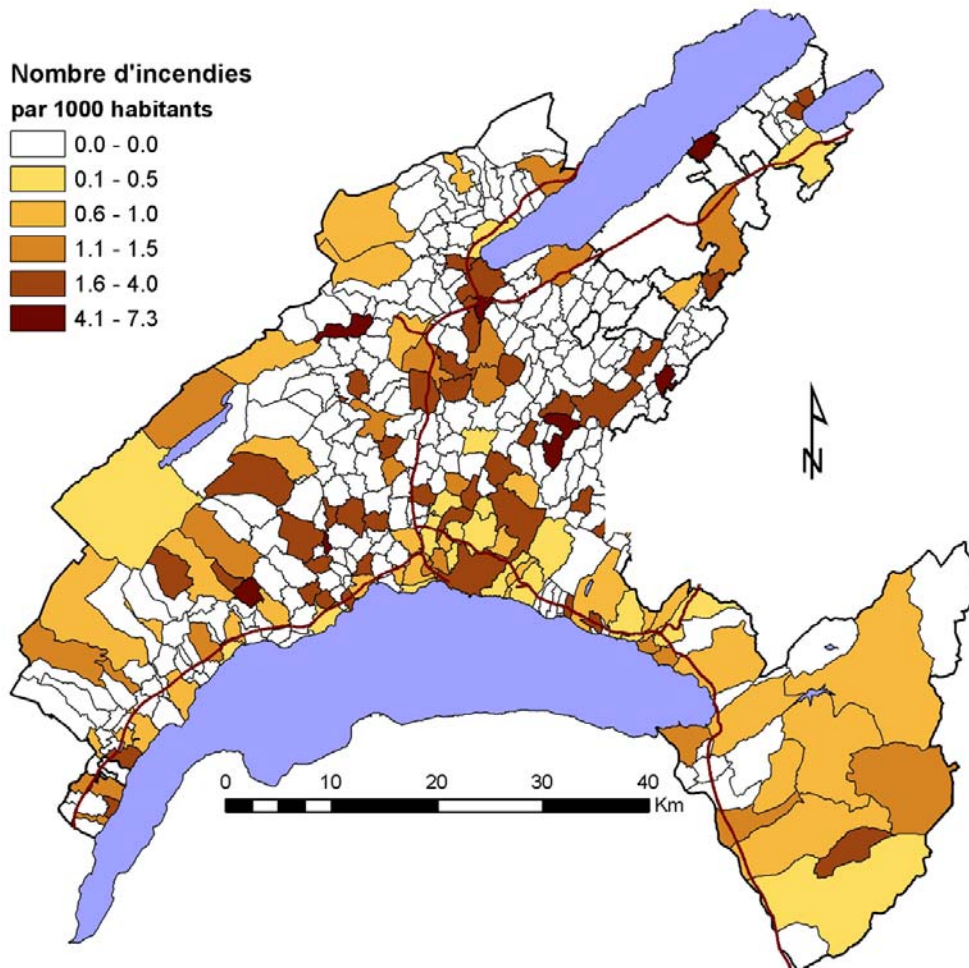 Nombre d'incendies
par 1000 habitants
0.0 - 0.0
0.1 - 0.5
0.6 - 1.0
1.1 - 1.5
1.6 - 4.0
4.1 - 7.3
N
0 10 20 30 40
Km